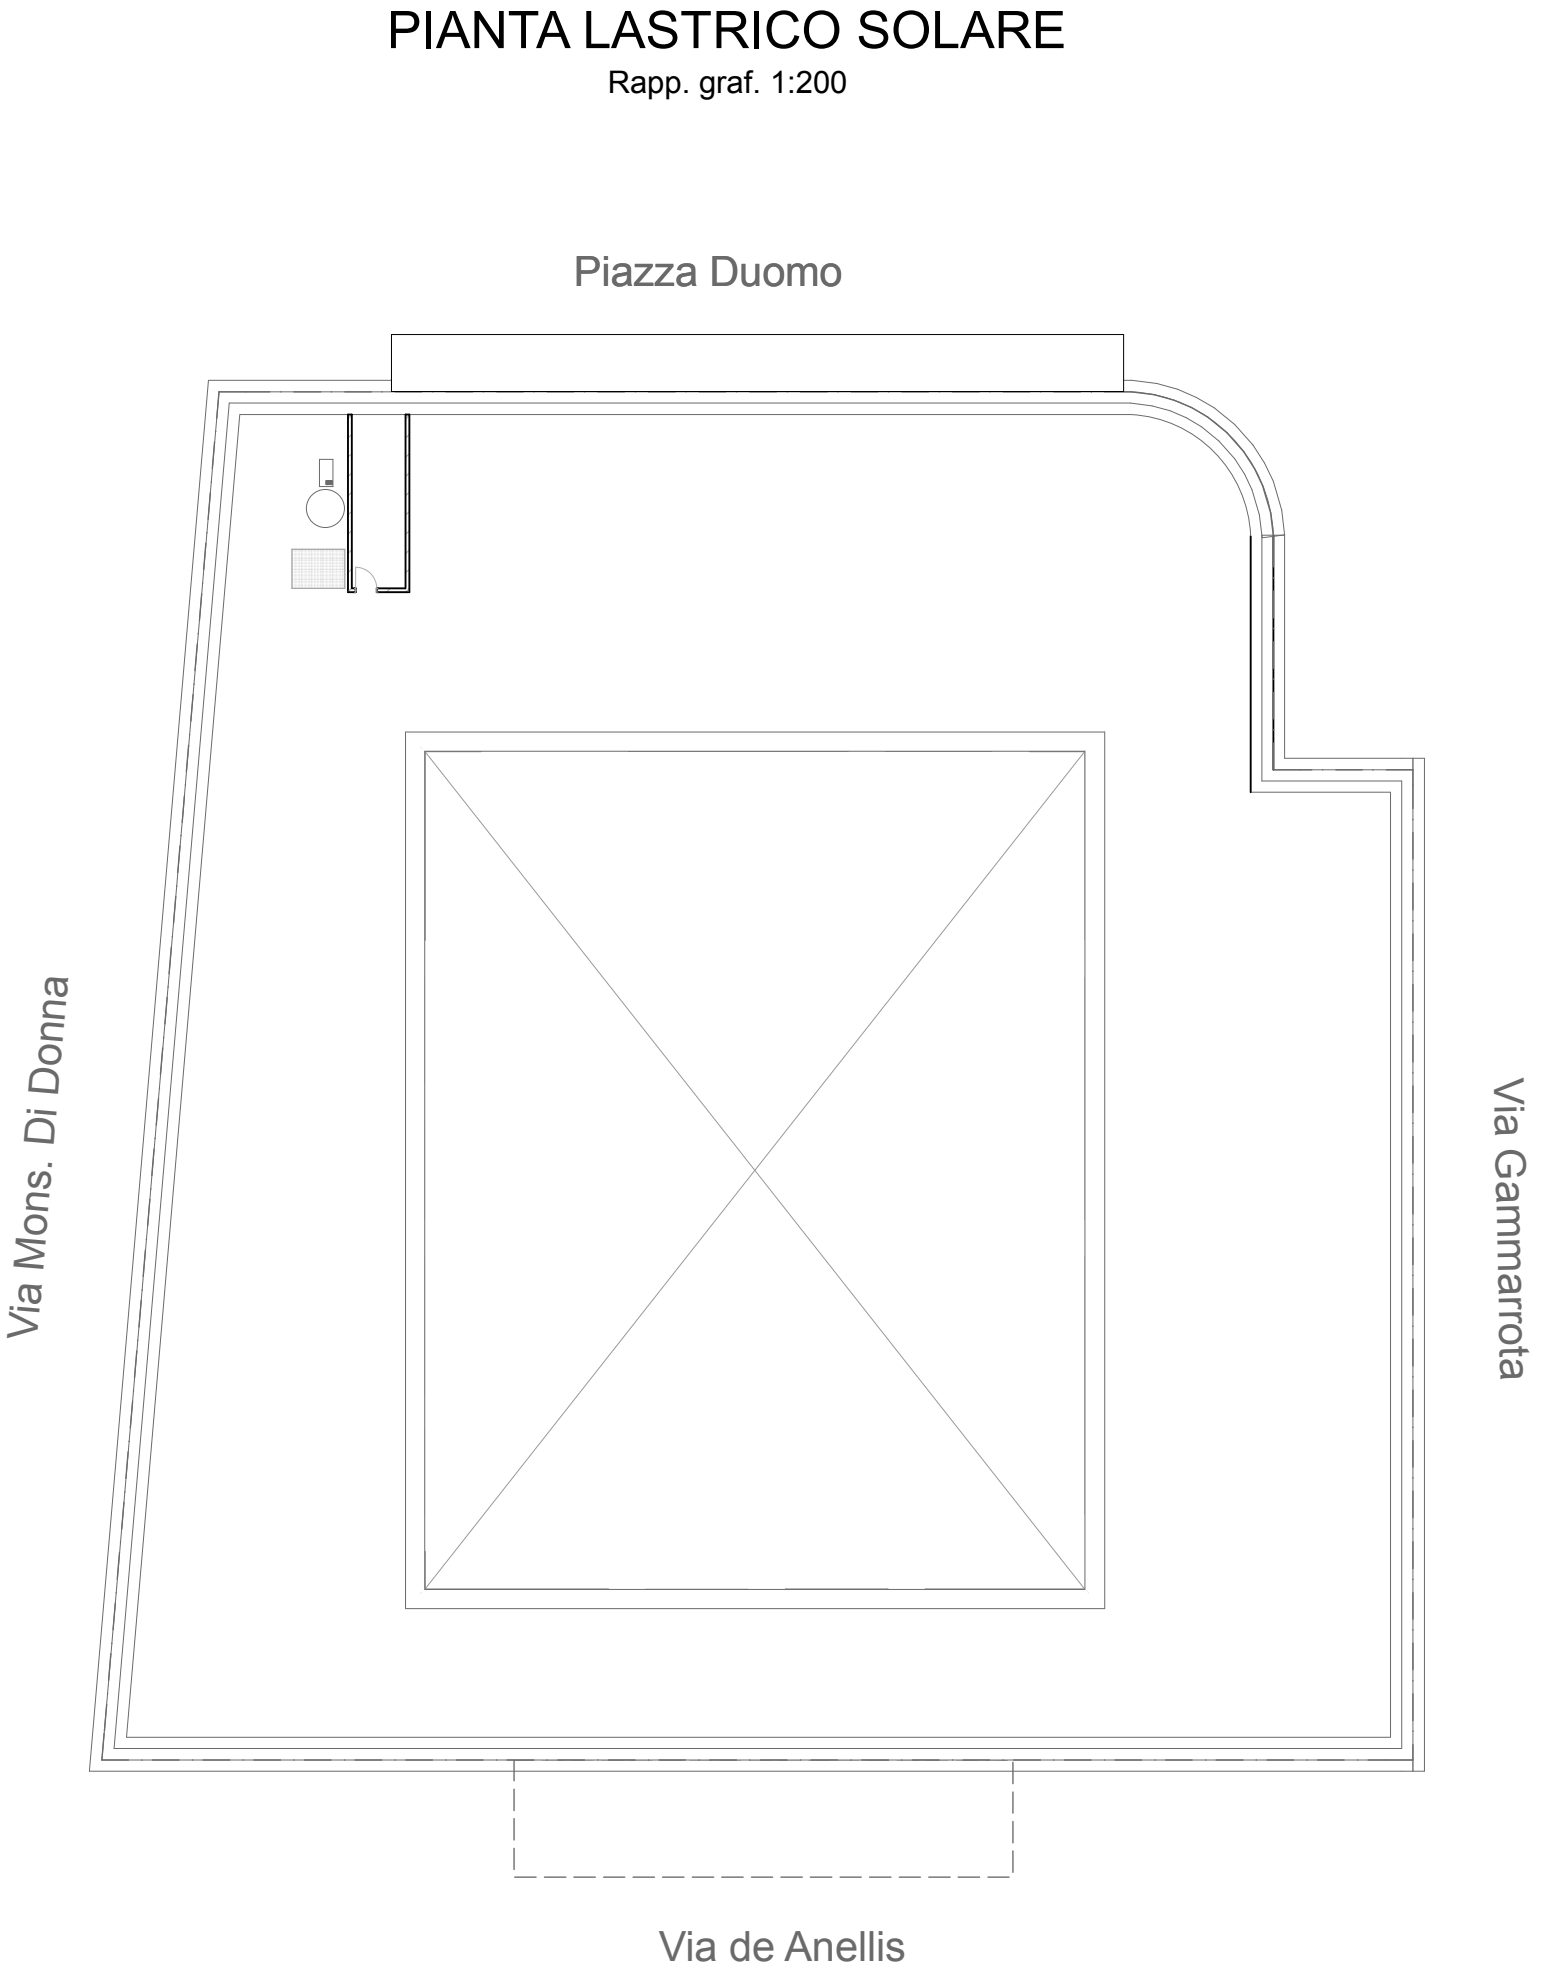 PIANTA LASTRICO SOLARE
Rapp. graf. 1:200
Piazza Duomo
Via Mons. Di Donna
Via Gammarrota
Via de Anellis